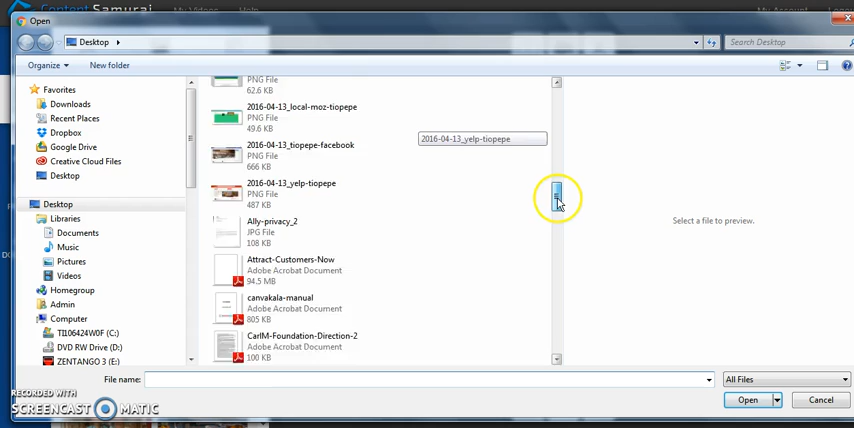 Content Samurai My Videos Help My Account Logout
Open
Desktop
Search Desktop
Organize New folder
Favorites
Downloads
Recent Places
Dropbox
Google Drive
Creative Cloud Files
Desktop
Desktop
Libraries
Documents
Music
Pictures
Videos
Homegroup
Admin
Computer
TI106424W0F (C:)
DVD RW Drive (D:)
ZENTANGO 3 (E:)
PNG File
62.6 KB
2016-04-13_local-moz-tiopepe
PNG File
49.6 KB
2016-04-13_tiopepe-facebook
PNG File
666 KB
2016-04-13_yelp-tiopepe
PNG File
487 KB
Ally-privacy_2
JPG File
108 KB
Attract-Customers-Now
Adobe Acrobat Document
94.5 MB
canvakala-manual
Adobe Acrobat Document
805 KB
CarIM-Foundation-Direction-2
Adobe Acrobat Document
100 KB
2016-04-13_yelp-tiopepe
Select a file to preview.
File name:
All Files
Open Cancel
RECORDED WITH
SCREENCAST MATIC